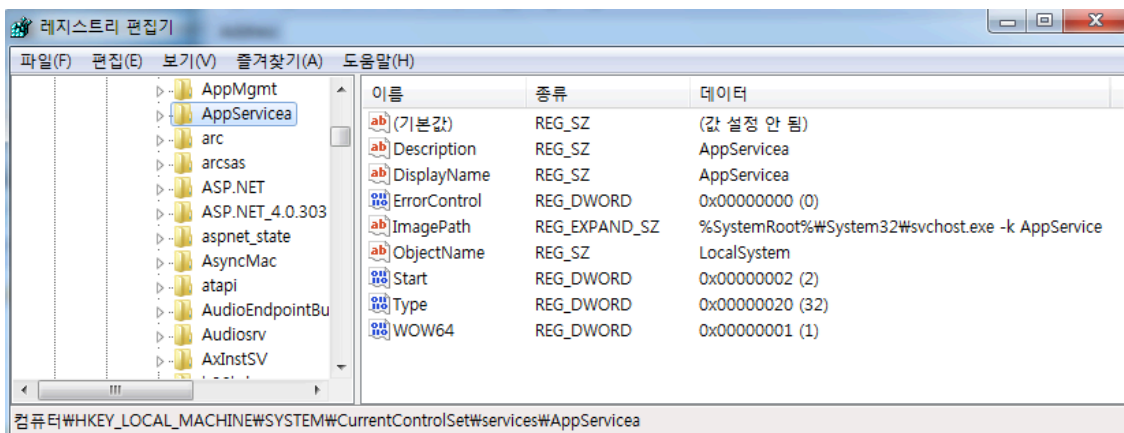 레지스트리 편집기
파일(F) 편집(E) 보기(V) 즐겨찾기(A) 도움말(H)
AppMgmt
AppServicea
arc
arcsas
ASP.NET
ASP.NET_4.0.303
aspnet_state
AsyncMac
atapi
AudioEndpointBu
Audiosrv
AxInstSV
이름 종류 데이터
(기본값) REG_SZ (값 설정 안 됨)
Description REG_SZ AppServicea
DisplayName REG_SZ AppServicea
ErrorControl REG_DWORD 0x00000000 (0)
ImagePath REG_EXPAND_SZ %SystemRoot%₩System32₩svchost.exe -k AppService
ObjectName REG_SZ LocalSystem
Start REG_DWORD 0x00000002 (2)
Type REG_DWORD 0x00000020 (32)
WOW64 REG_DWORD 0x00000001 (1)
컴퓨터₩HKEY_LOCAL_MACHINE₩SYSTEM₩CurrentControlSet₩services₩AppServicea